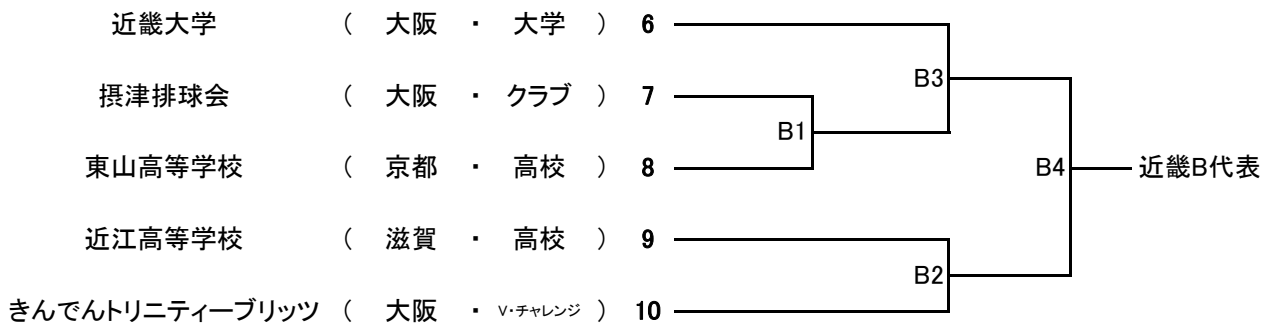 近畿大学 ( 大阪 ・ 大学 ) 6
B3
摂津排球会 ( 大阪 ・ クラブ ) 7
B1
東山高等学校 ( 京都 ・ 高校 ) 8
B4 近畿B代表
近江高等学校 ( 滋賀 ・ 高校 ) 9
B2
きんでんトリニティーブリッツ ( 大阪 ・ V・チャレンジ ) 10